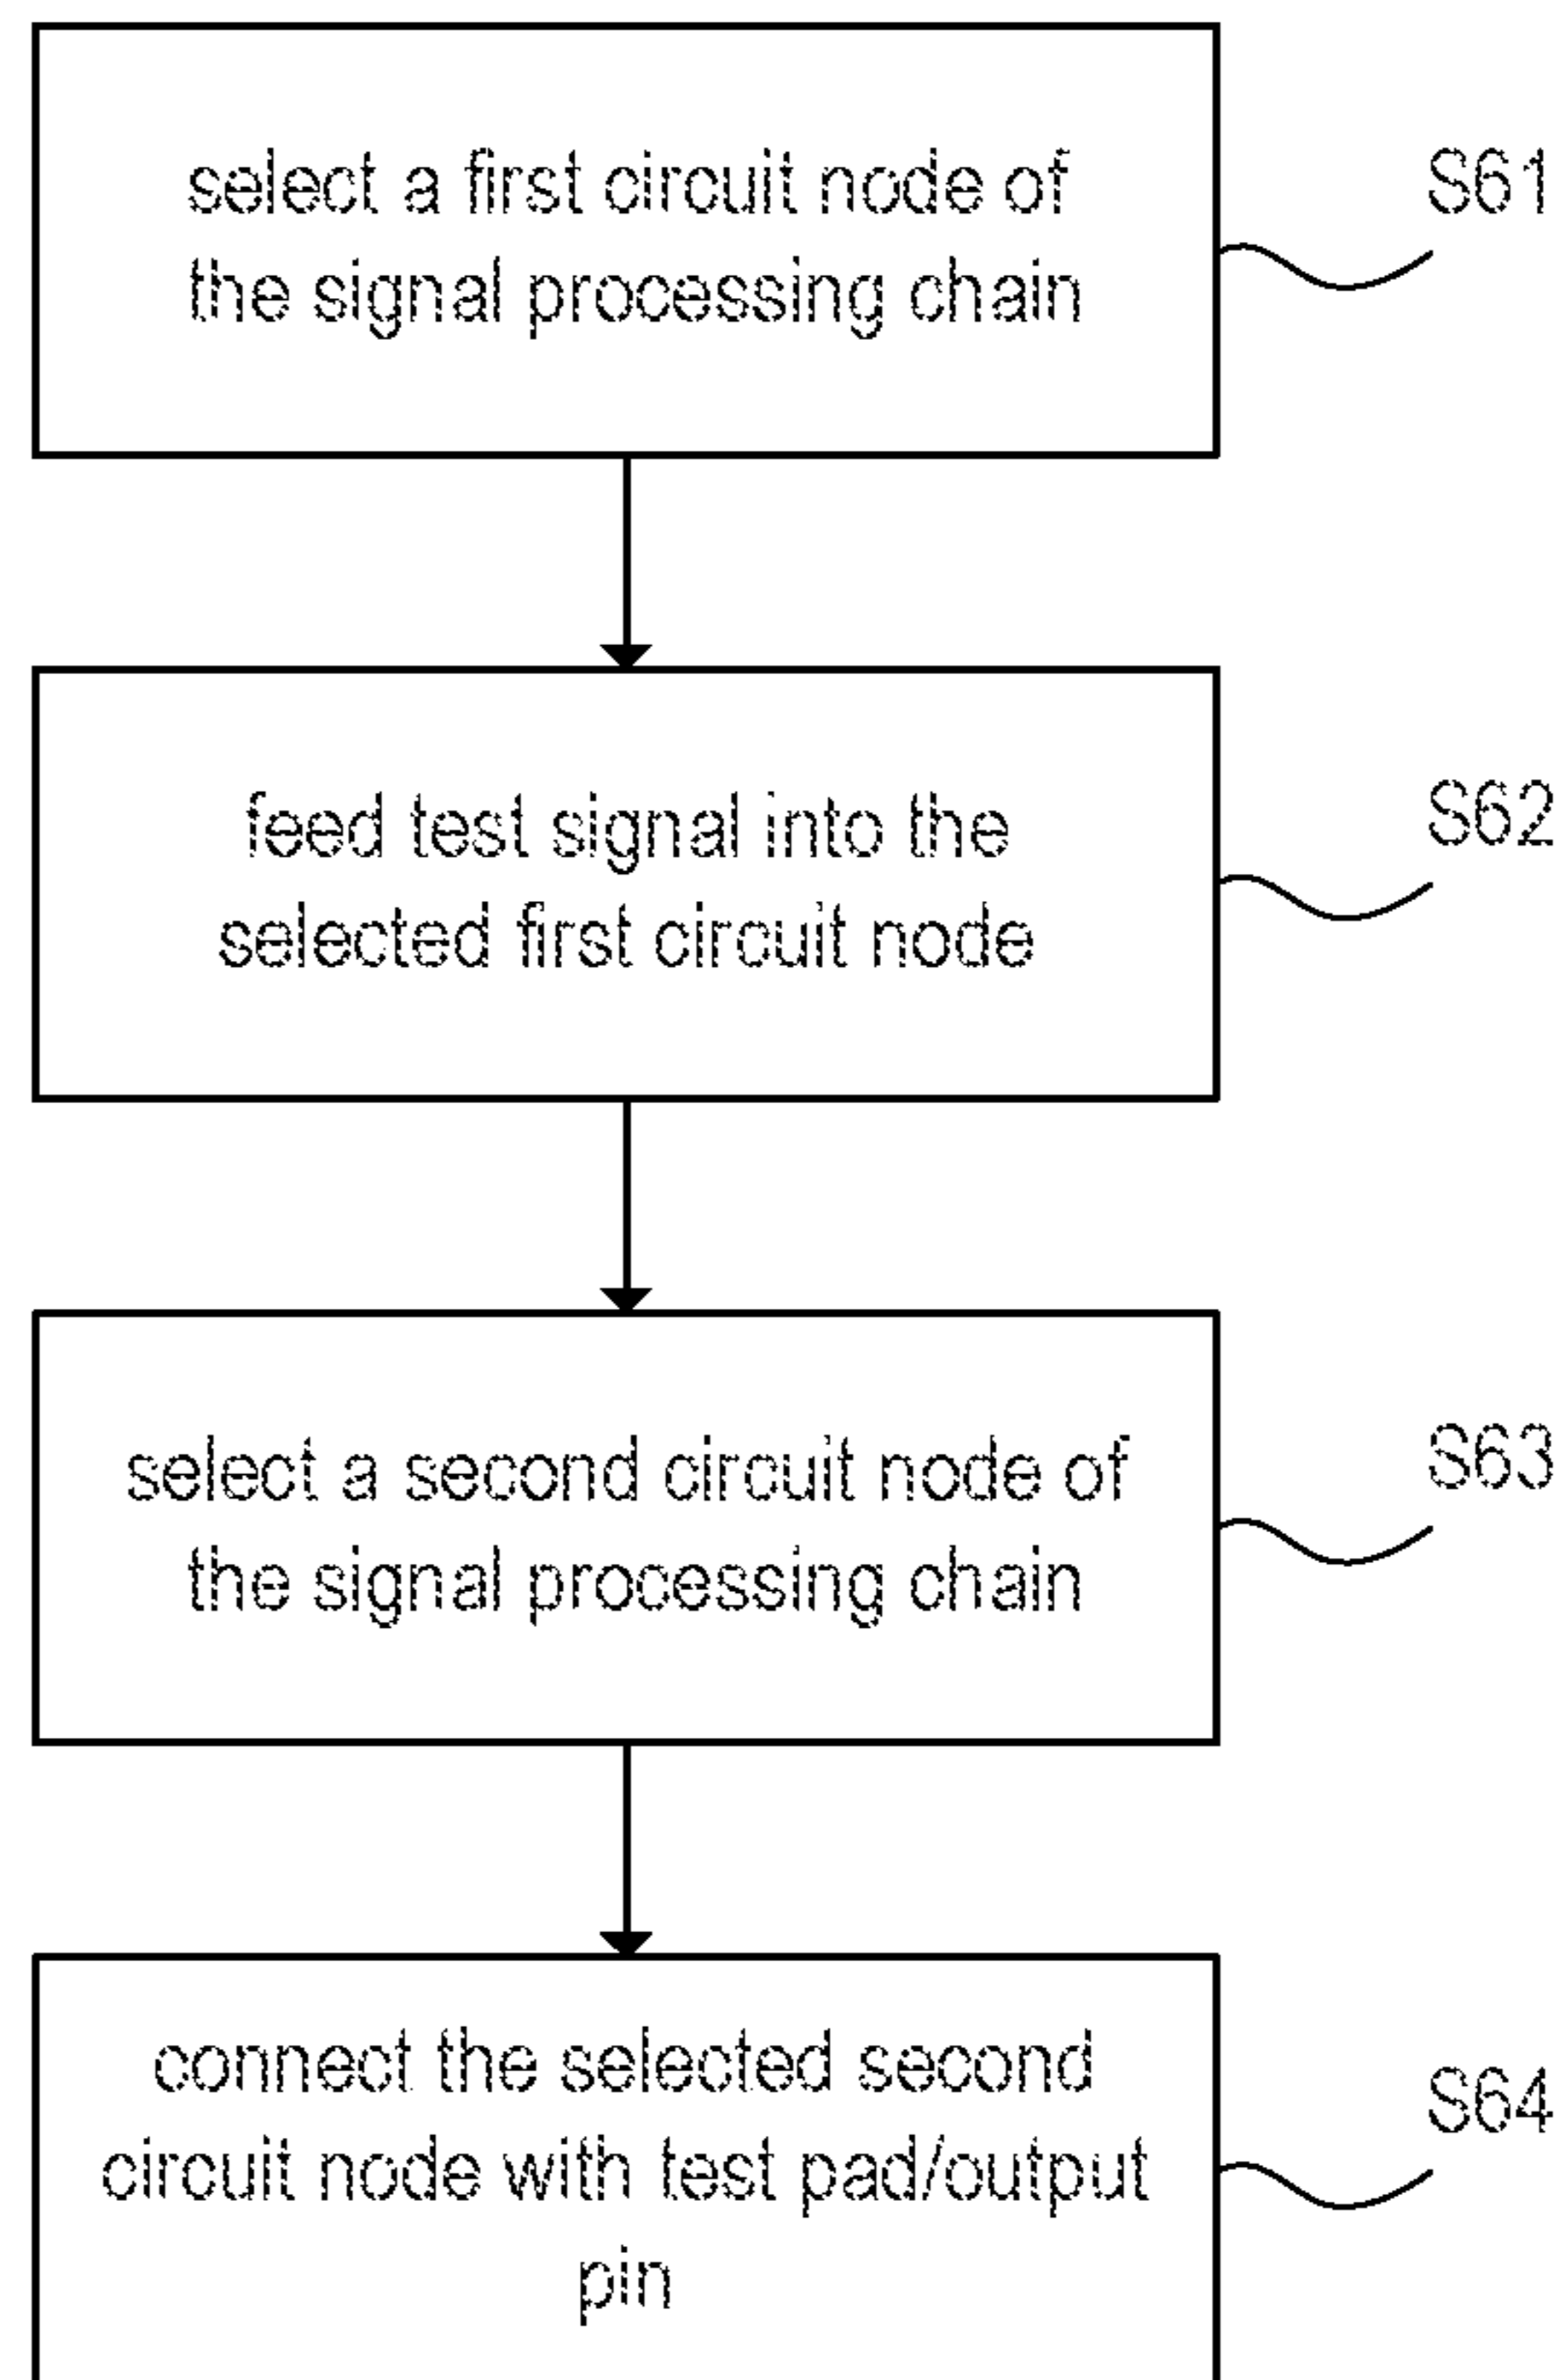 select a first circuit node of
the signal processing chain
S61
feed test signal into the
selected first circuit node
S62
select a second circuit node of
the signal processing chain
S63
connect the selected second
circuit node with test pad/output
pin
S64